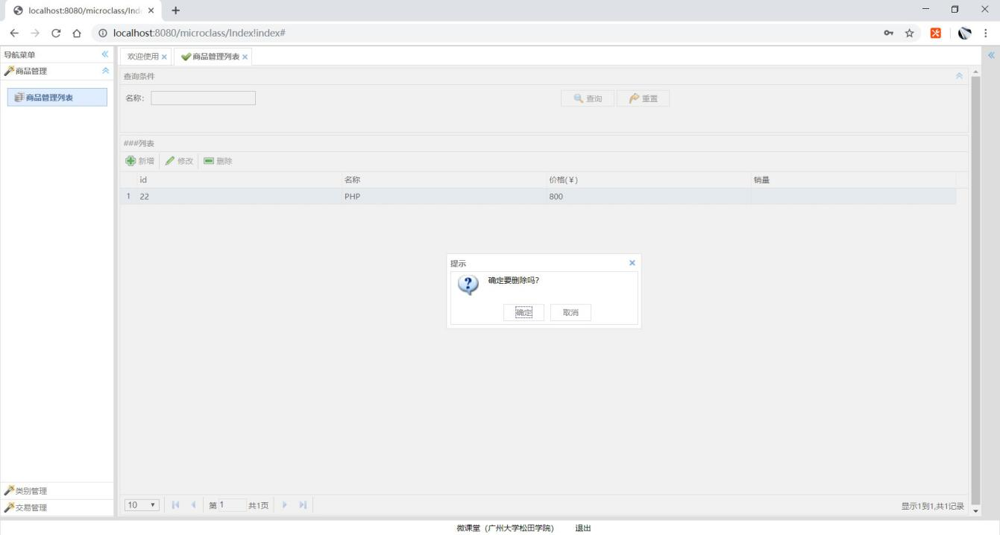 localhost:8080/microclass/Ind
localhost:8080/microclass/Index!index#
导航菜单
欢迎使用 商品管理列表
商品管理
商品管理列表
查询条件
名称: 查询 重置
###列表
新增 修改 删除
id 名称 价格(¥) 销量
1 22 PHP 800
提示
确定要删除吗?
确定 取消
类别管理
交易管理
10 第 1 共1页 显示1到1,共1记录
微课堂（广州大学松田学院） 退出